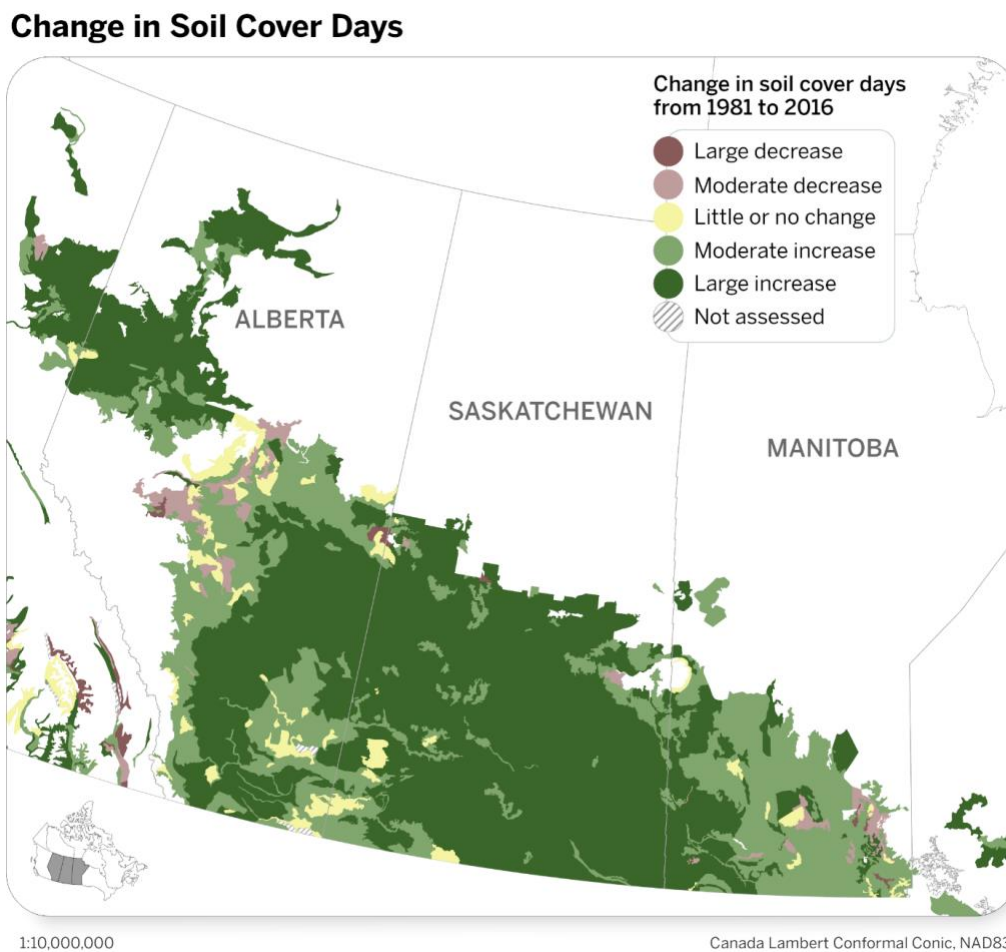 Change in Soil Cover Days
Change in soil cover days
from 1981 to 2016
Large decrease
Moderate decrease
Little or no change
Moderate increase
Large increase
Not assessed
ALBERTA
SASKATCHEWAN
MANITOBA
1:10,000,000
Canada Lambert Conformal Conic, NAD83